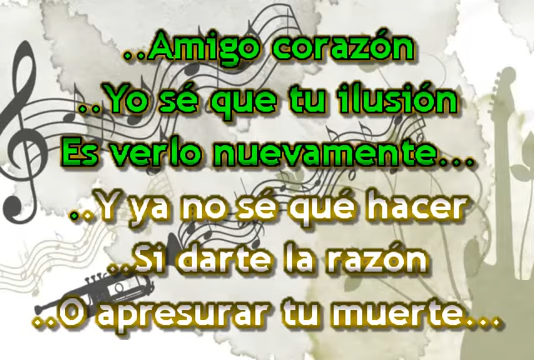 ..Amigo corazón
..Yo sé que tu ilusión
Es verlo nuevamente...
..Y ya no sé qué hacer
..Si darte la razón
..O apresurar tu muerte...